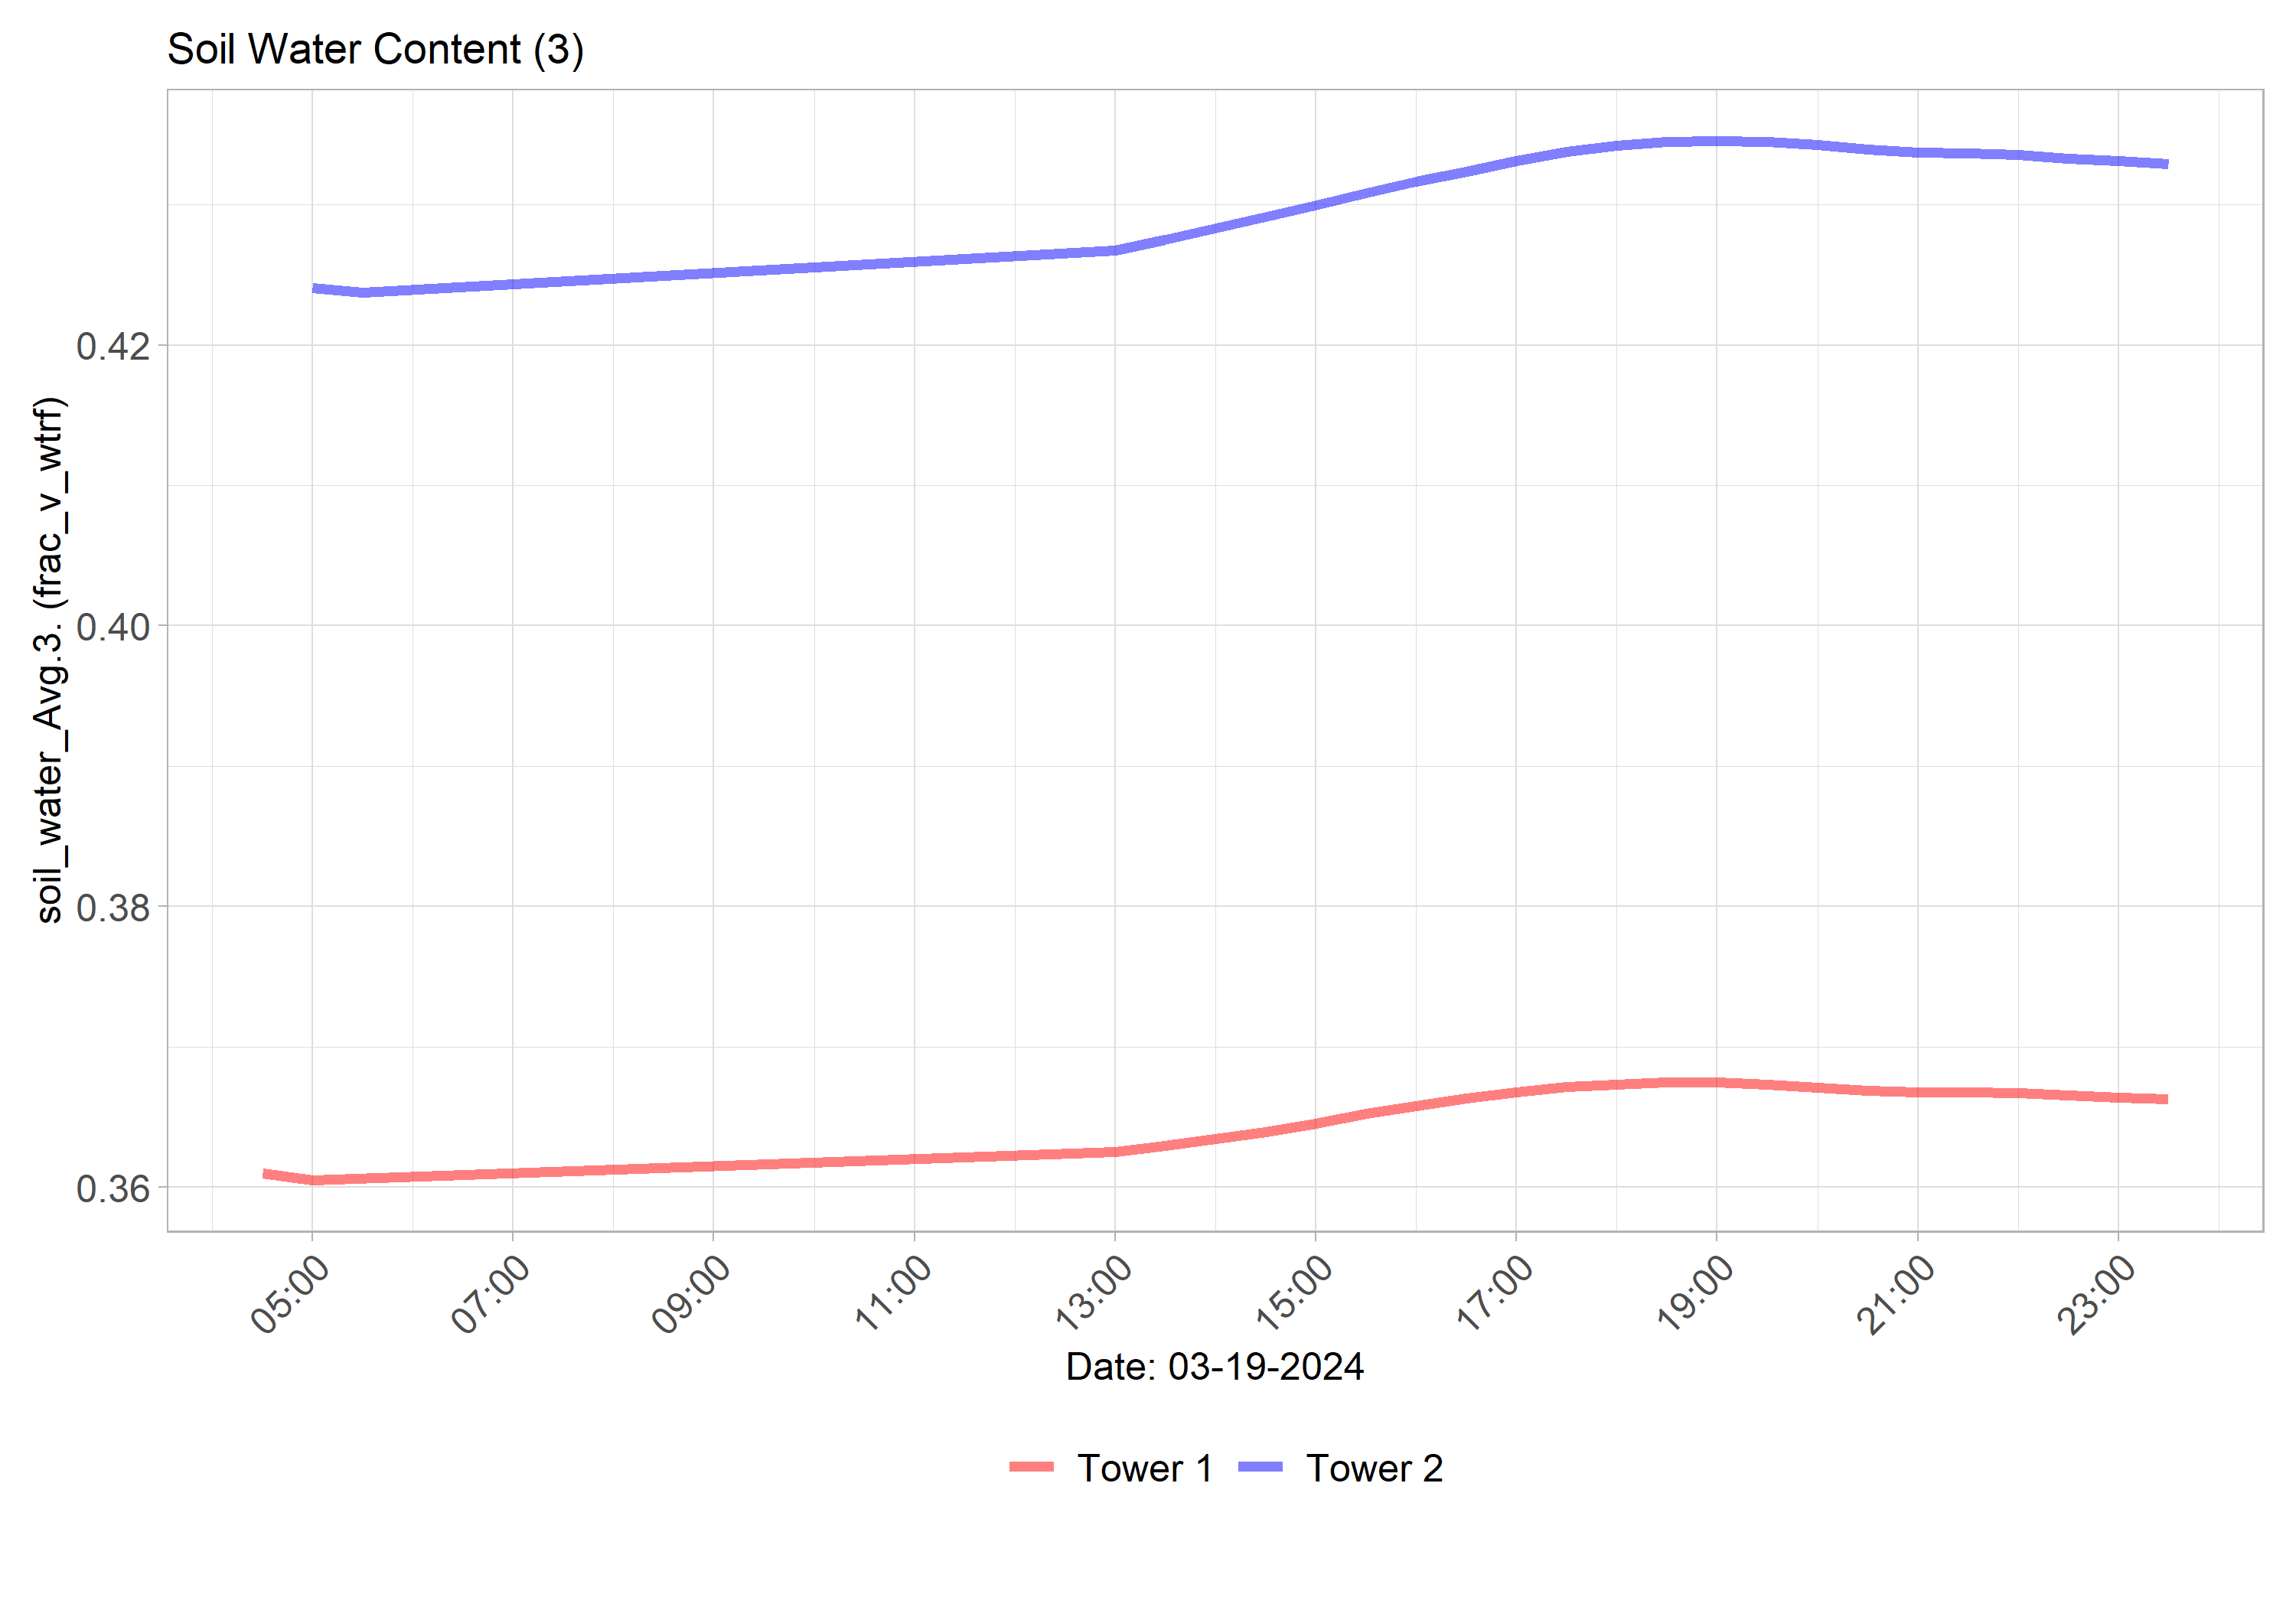 Soil Water Content (3)
soil_water_Avg.3. (frac_v_wtrf)
0.42
0.40
0.38
0.36
05:00 07:00 09:00 11:00 13:00 15:00 17:00 19:00 21:00 23:00
Date: 03-19-2024
Tower 1 Tower 2